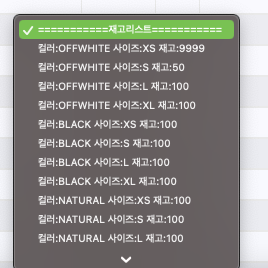 ===========재고리스트===========
컬러:OFFWHITE 사이즈:XS 재고:9999
컬러:OFFWHITE 사이즈:S 재고:50
컬러:OFFWHITE 사이즈:L 재고:100
컬러:OFFWHITE 사이즈:XL 재고:100
컬러:BLACK 사이즈:XS 재고:100
컬러:BLACK 사이즈:S 재고:100
컬러:BLACK 사이즈:L 재고:100
컬러:BLACK 사이즈:XL 재고:100
컬러:NATURAL 사이즈:XS 재고:100
컬러:NATURAL 사이즈:S 재고:100
컬러:NATURAL 사이즈:L 재고:100